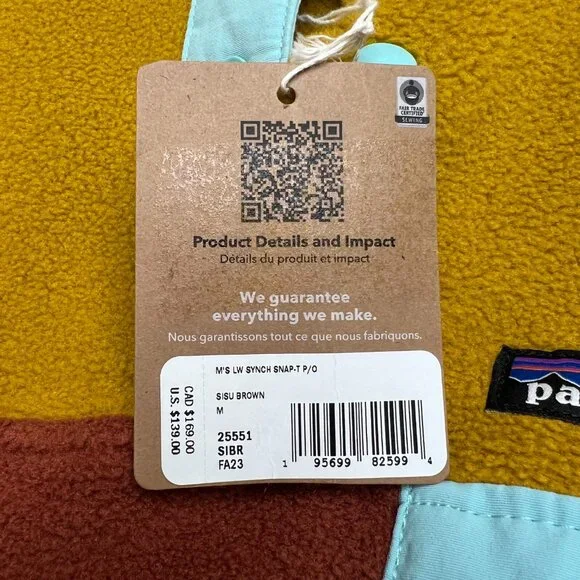 FAIR TRADE
CERTIFIED
SEWING
Product Details and Impact
Détails du produit et impact
We guarantee
everything we make.
Nous garantissons tout ce que nous fabriquons.
M'S LW SYNCH SNAP-T P/O
SISU BROWN
M
25551
SIBR
FA23
CAD $169.00
U.S. $139.00
1 95699 82599 4
pa